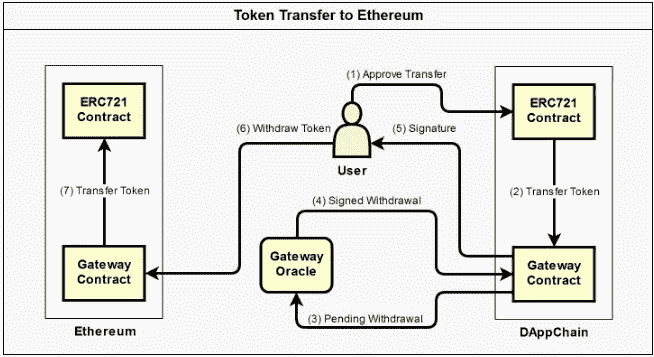 Token Transfer to Ethereum
(1) Approve Transfer
ERC721
Contract
ERC721
Contract
(6) Withdraw Token
(5) Signature
User
(7) Transfer Token
(2) Transfer Token
(4) Signed Withdrawal
Gateway
Contract
Gateway
Oracle
Gateway
Contract
(3) Pending Withdrawal
Ethereum
DAppChain